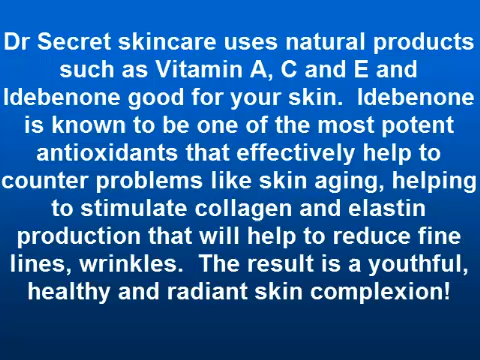 Dr Secret skincare uses natural products
such as Vitamin A, C and E and
Idebenone good for your skin.  Idebenone
is known to be one of the most potent
antioxidants that effectively help to
counter problems like skin aging, helping
to stimulate collagen and elastin
production that will help to reduce fine
lines, wrinkles.  The result is a youthful,
healthy and radiant skin complexion!